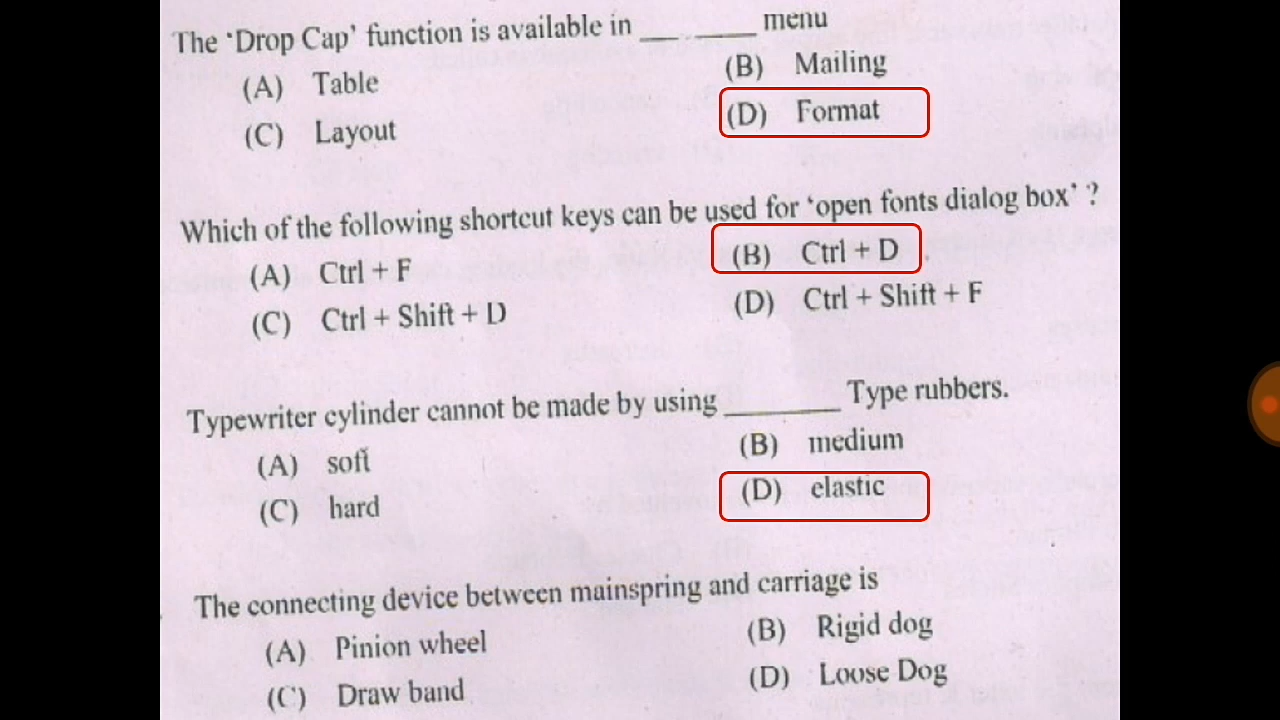 The 'Drop Cap' function is available in __ ____ menu
(A) Table (B) Mailing
(C) Layout (D) Format
Which of the following shortcut keys can be used for 'open fonts dialog box' ?
(A) Ctrl + F (B) Ctrl + D
(C) Ctrl + Shift + D (D) Ctrl + Shift + F
Typewriter cylinder cannot be made by using ________ Type rubbers.
(A) soft (B) medium
(C) hard (D) elastic
The connecting device between mainspring and carriage is
(A) Pinion wheel (B) Rigid dog
(C) Draw band (D) Loose Dog